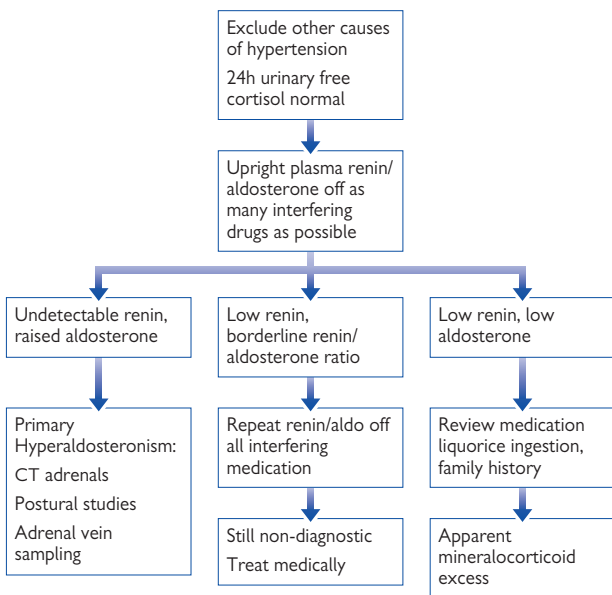 Exclude other causes
of hypertension
24h urinary free
cortisol normal
Upright plasma renin/
aldosterone off as
many interfering
drugs as possible
Undetectable renin,
raised aldosterone
Low renin,
borderline renin/
aldosterone ratio
Low renin, low
aldosterone
Primary
Hyperaldosteronism:
CT adrenals
Postural studies
Adrenal vein
sampling
Repeat renin/aldo off
all interfering
medication
Review medication
liquorice ingestion,
family history
Still non-diagnostic
Treat medically
Apparent
mineralocorticoid
excess